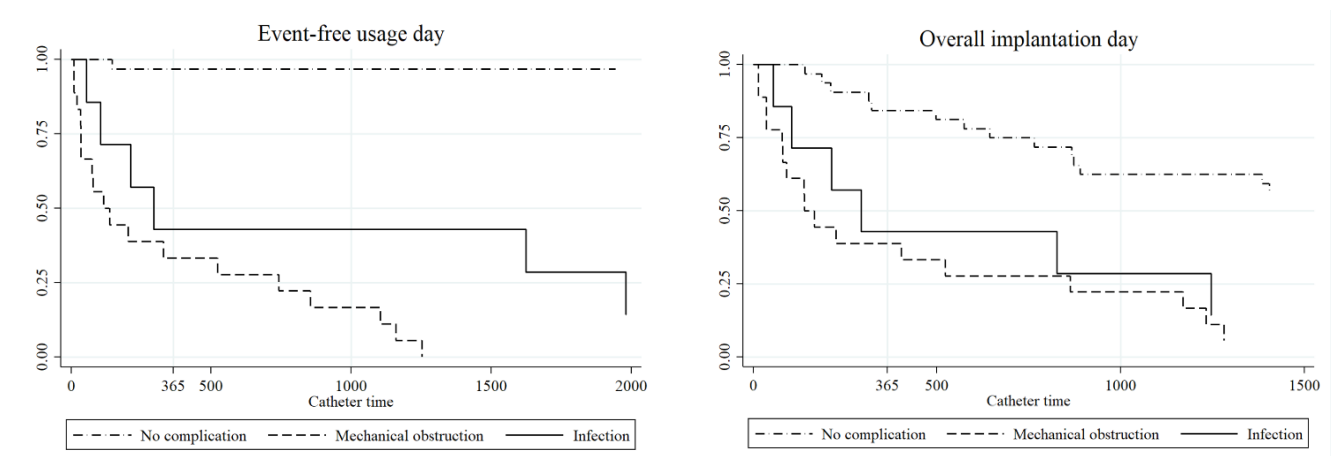 Event-free usage day
1.00
0.75
0.50
0.25
0.00
0 365 500 1000 1500 2000
Catheter time
No complication Mechanical obstruction Infection
Overall implantation day
1.00
0.75
0.50
0.25
0.00
0 365 500 1000 1500
Catheter time
No complication Mechanical obstruction Infection